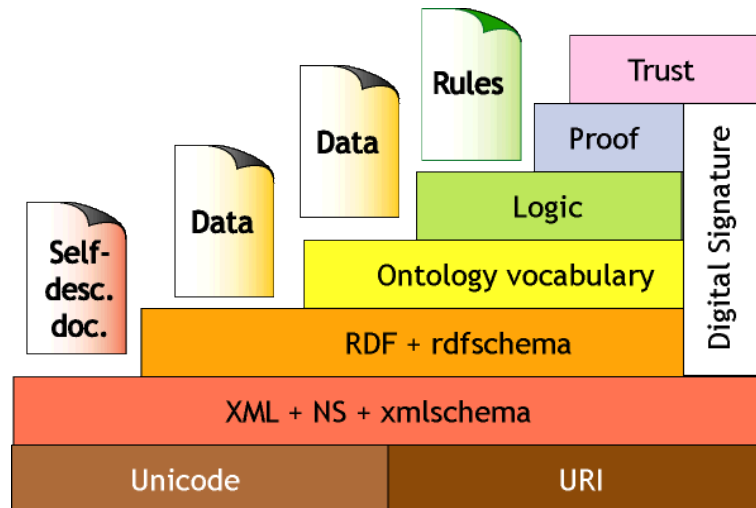 Trust
Rules
Proof
Data
Logic
Digital Signature
Data
Self-
desc.
doc.
Ontology vocabulary
RDF + rdfschema
XML + NS + xmlschema
Unicode
URI